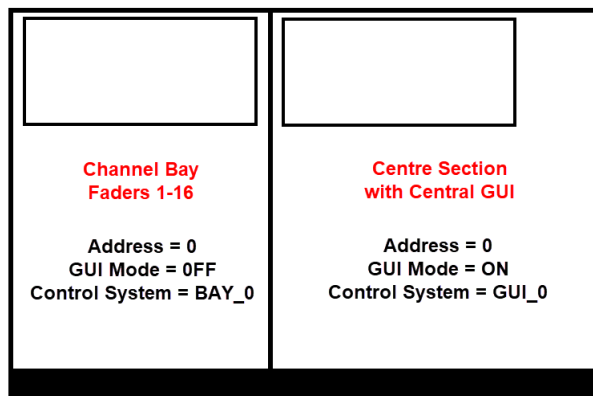 Channel Bay
Faders 1-16
Address = 0
GUI Mode = 0FF
Control System = BAY_0
Centre Section
with Central GUI
Address = 0
GUI Mode = ON
Control System = GUI_0